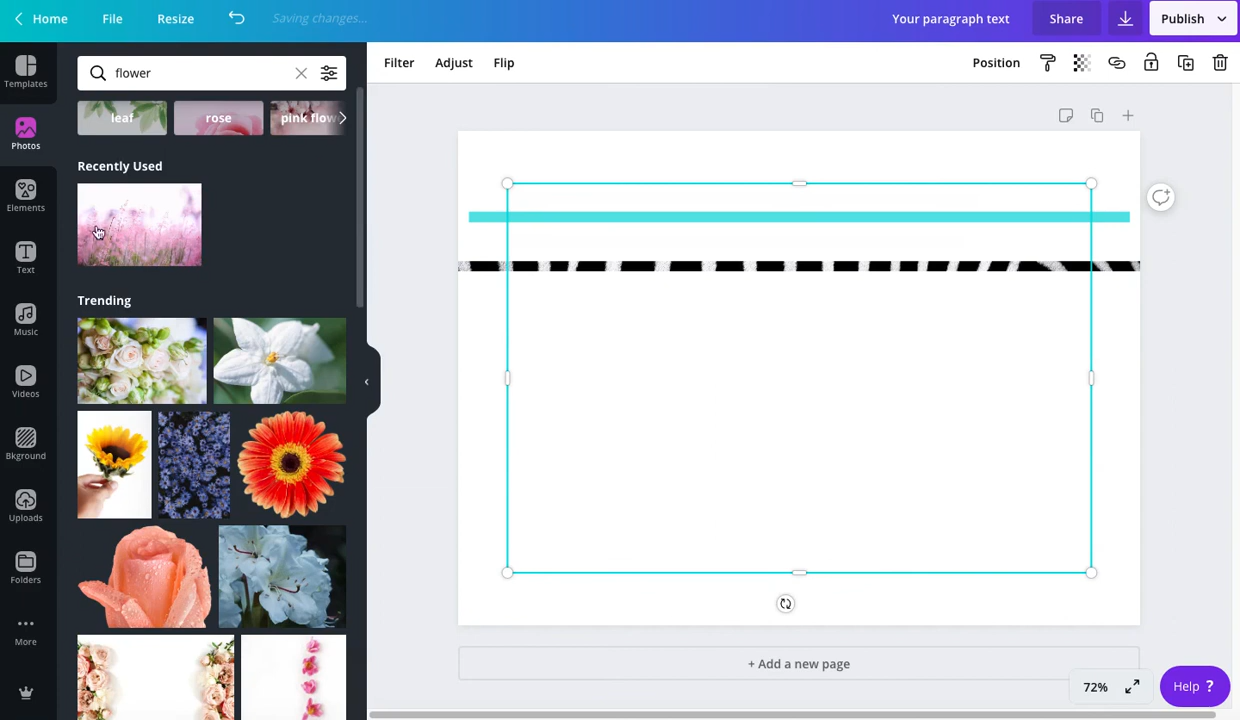 Home File Resize Saving changes... Your paragraph text Share Publish
Templates
Photos
Elements
Text
Music
Videos
Bkground
Uploads
Folders
More
flower
leaf rose pink flow
Recently Used
Trending
Filter Adjust Flip Position
+ Add a new page
72%
Help ?